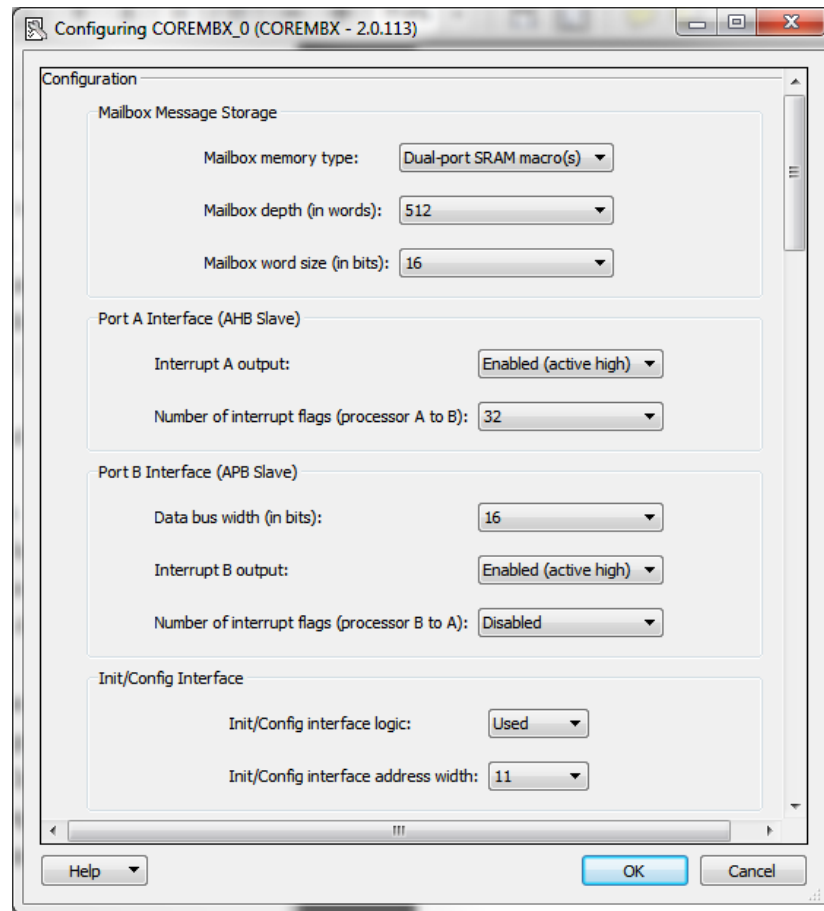 Configuring COREMBX_0 (COREMBX - 2.0.113)
Configuration
Mailbox Message Storage
Mailbox memory type: Dual-port SRAM macro(s)
Mailbox depth (in words): 512
Mailbox word size (in bits): 16
Port A Interface (AHB Slave)
Interrupt A output: Enabled (active high)
Number of interrupt flags (processor A to B): 32
Port B Interface (APB Slave)
Data bus width (in bits): 16
Interrupt B output: Enabled (active high)
Number of interrupt flags (processor B to A): Disabled
Init/Config Interface
Init/Config interface logic: Used
Init/Config interface address width: 11
Help OK Cancel